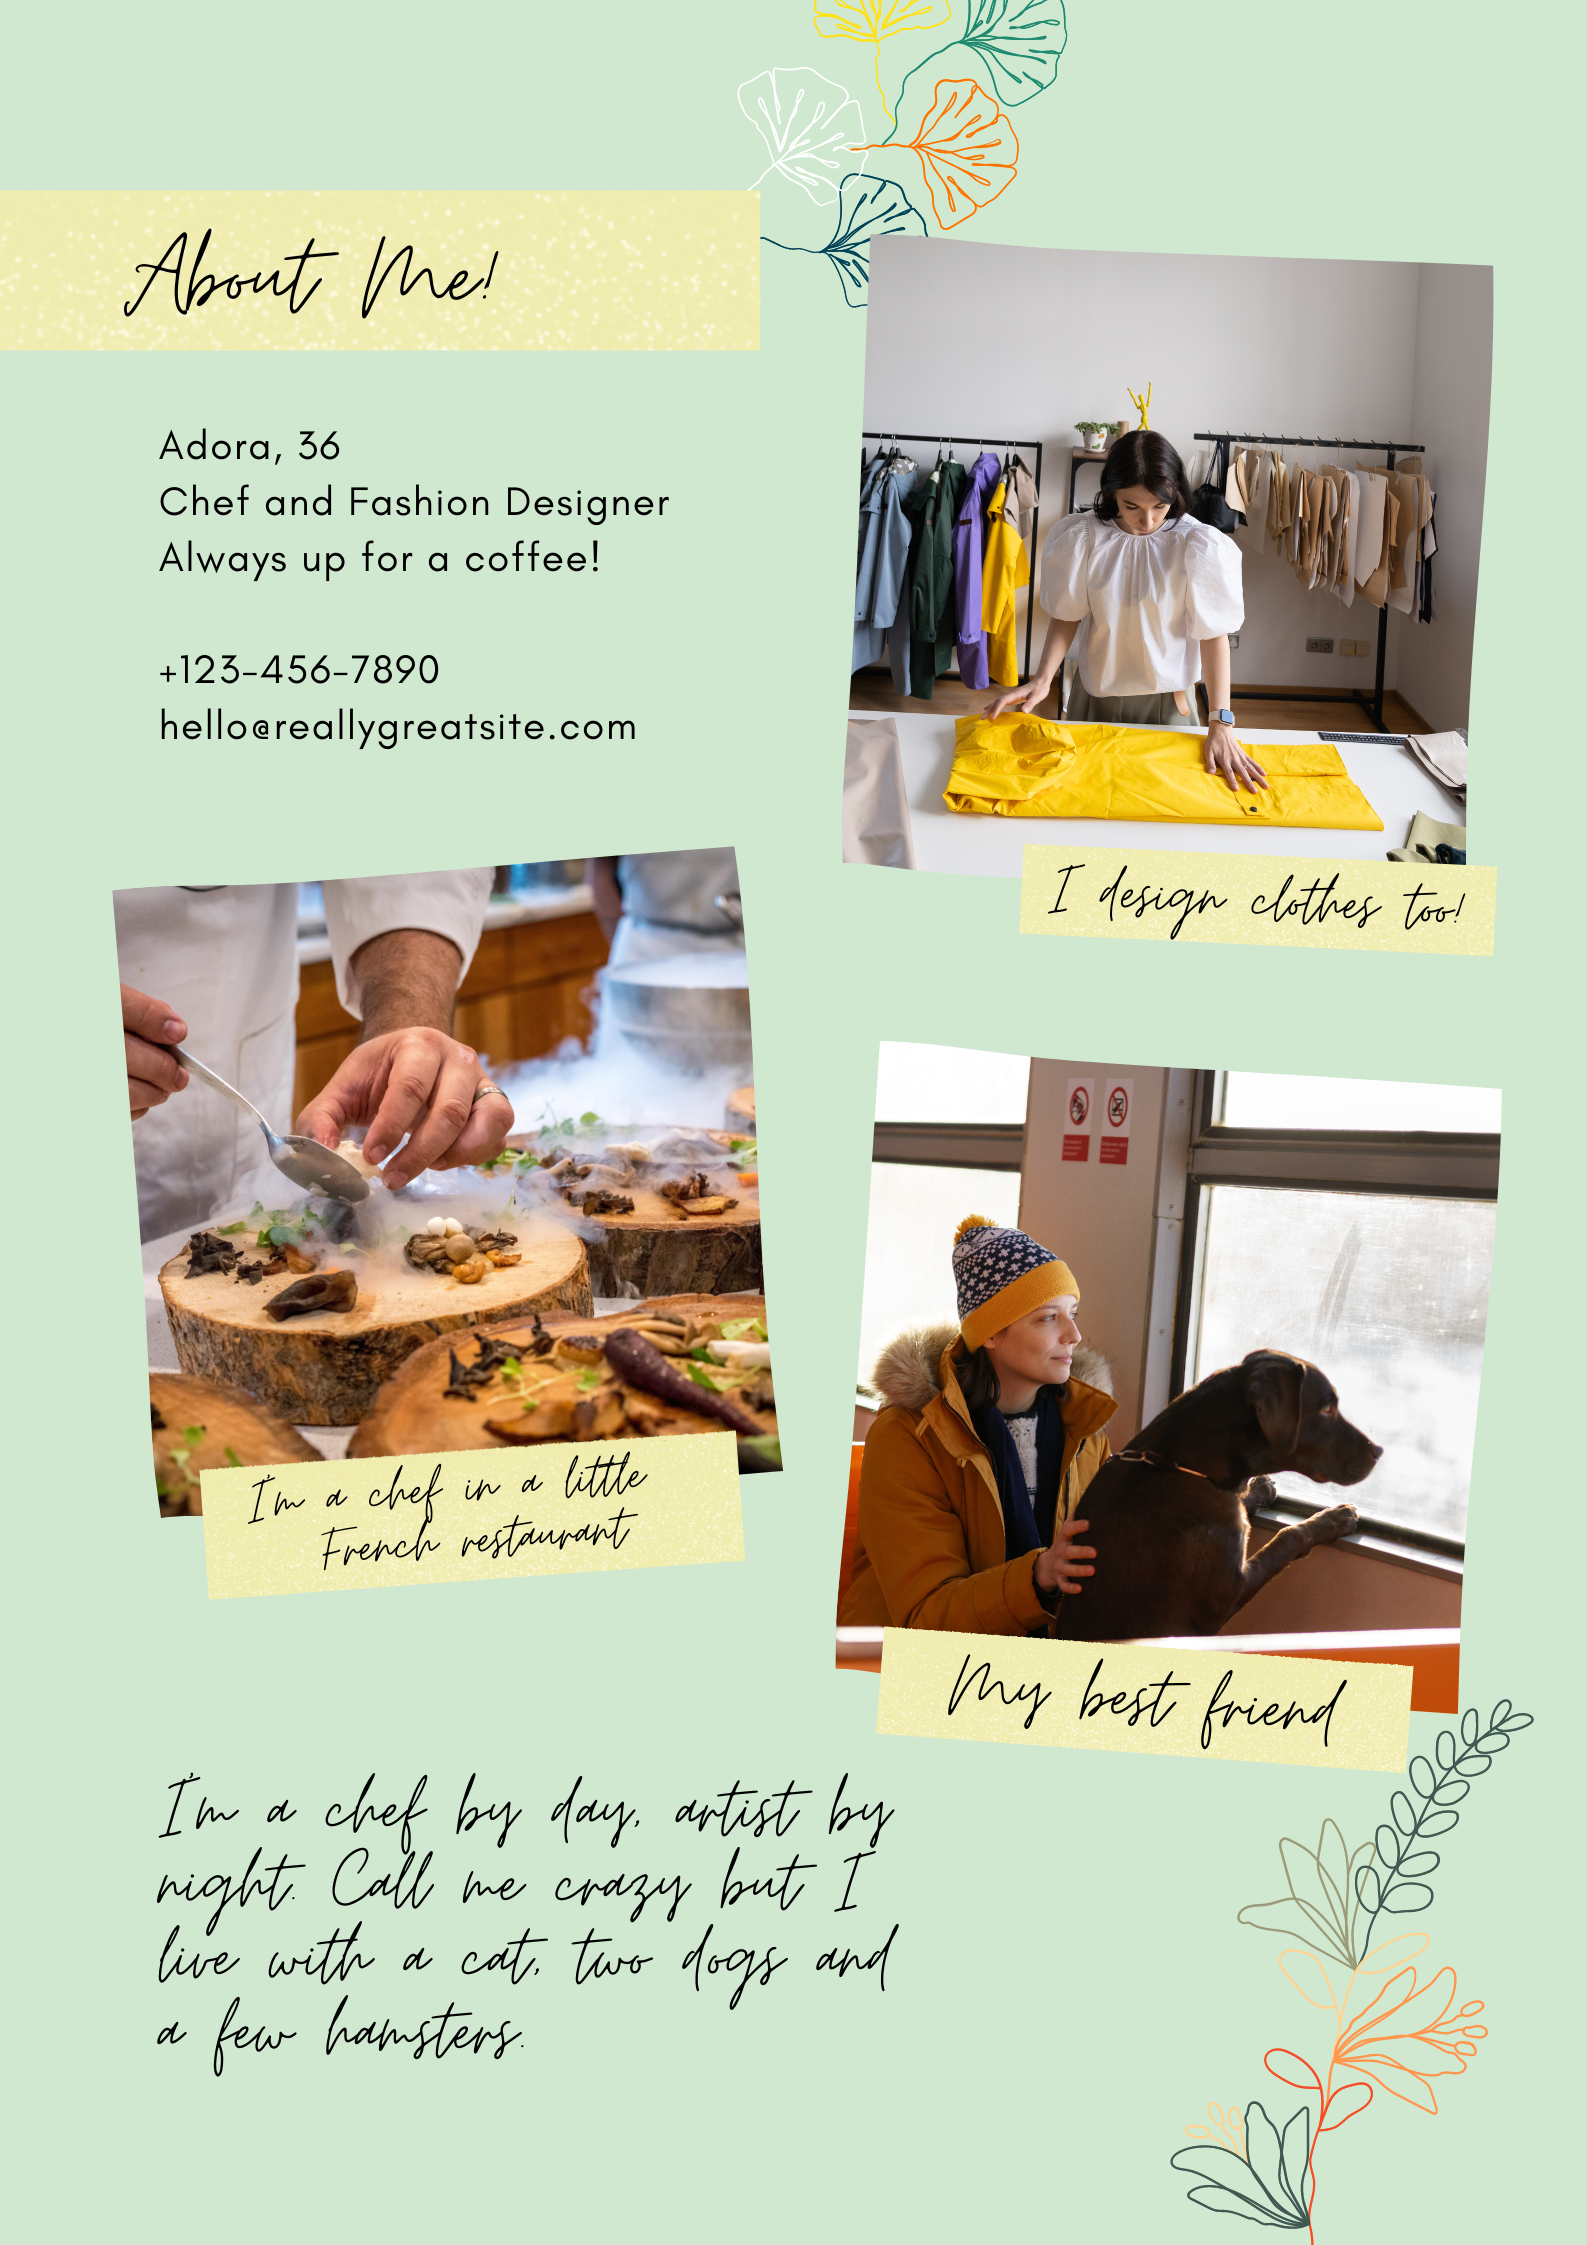 About Me!
Adora, 36
Chef and Fashion Designer
Always up for a coffee!
+123-456-7890
hello@reallygreatsite.com
I design clothes too!
I'm a chef in a little
French restaurant
My best friend
I'm a chef by day, artist by
night. Call me crazy but I
live with a cat, two dogs and
a few hamsters.